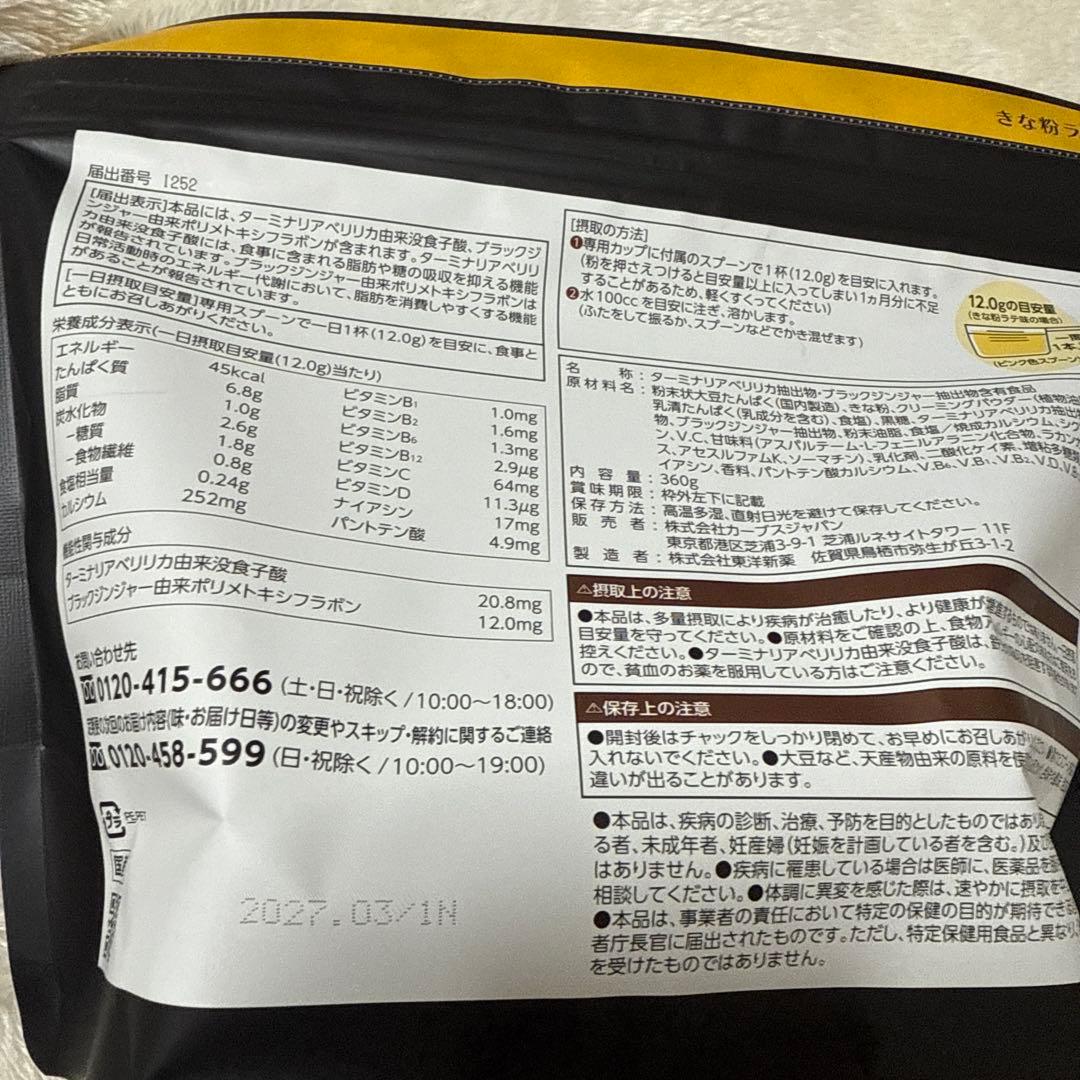 きな粉ラ
届出番号 I252
[届出表示]本品には、ターミナリアベリリカ由来没食子酸、ブラックジ
ンジャー由来ポリメトキシフラボンが含まれます。ターミナリアベリリ
カ由来没食子酸には、食事に含まれる脂肪や糖の吸収を抑える機能
が報告されています。ブラックジンジャー由来ポリメトキシフラボンは
日常活動時のエネルギー代謝において、脂肪を消費しやすくする機能
があることが報告されています。
[一日摂取目安量]専用スプーンで一日1杯(12.0g)を目安に、食事と
ともにお召しあがりください。
栄養成分表示(一日摂取目安量(12.0g)当たり)
エネルギー 45kcal
たんぱく質 6.8g
脂質 1.0g
炭水化物 2.6g
−糖質 1.8g
−食物繊維 0.8g
食塩相当量 0.24g
カルシウム 252mg
ビタミンB1 1.0mg
ビタミンB2 1.6mg
ビタミンB6 1.3mg
ビタミンB12 2.9μg
ビタミンC 64mg
ビタミンD 11.3μg
ナイアシン 17mg
パントテン酸 4.9mg
機能性関与成分
ターミナリアベリリカ由来没食子酸 20.8mg
ブラックジンジャー由来ポリメトキシフラボン 12.0mg
お問い合わせ先
0120-415-666 (土・日・祝除く/10:00〜18:00)
次回のお届け内容(味・お届け日等)の変更やスキップ・解約に関するご連絡
0120-458-599 (日・祝除く/10:00〜19:00)
プラ PE,PET
2027.03/1N
[摂取の方法]
❶専用カップに付属のスプーンで1杯(12.0g)を目安に入れます。
(粉を押さえつけると目安量以上に入ってしまい1ヵ月分に不足
することがあるため、軽くすくってください)
❷水100ccを目安に注ぎ、溶かします。
(ふたをして振るか、スプーンなどでかき混ぜます)
12.0gの目安量
(きな粉ラテ味の場合)
(ピンク色スプーン
名称:ターミナリアベリリカ抽出物・ブラックジンジャー抽出物含有食品
原材料名:粉末状大豆たんぱく(国内製造)、きな粉、クリーミングパウダー(植物油
乳清たんぱく(乳成分を含む)、食塩)、黒糖、ターミナリアベリリカ抽出
物、ブラックジンジャー抽出物、粉末油脂、食塩/焼成カルシウム、シク
ン、V.C、甘味料(アスパルテーム・L-フェニルアラニン化合物、ラカンカ
ス、アセスルファムK、ソーマチン)、乳化剤、二酸化ケイ素、増粘多糖
イアシン、香料、パントテン酸カルシウム、V.B6、V.B1、V.B2、V.D、V.B
内容量:360g
賞味期限:枠外左下に記載
保存方法:高温多湿、直射日光を避けて保存してください。
販売者:株式会社カーブスジャパン
東京都港区芝浦3-9-1 芝浦ルネサイトタワー 11F
製造者:株式会社東洋新薬 佐賀県鳥栖市弥生が丘3-1-2
⚠摂取上の注意
●本品は、多量摂取により疾病が治癒したり、より健康が
目安量を守ってください。●原材料をご確認の上、食物ア
控えください。●ターミナリアベリリカ由来没食子酸は、
ので、貧血のお薬を服用している方はご注意ください。
⚠保存上の注意
●開封後はチャックをしっかり閉めて、お早めにお召しあが
入れないでください。●大豆など、天産物由来の原料を使
違いが出ることがあります。
●本品は、疾病の診断、治療、予防を目的としたものではあ
る者、未成年者、妊産婦(妊娠を計画している者を含む。)及び
はありません。●疾病に罹患している場合は医師に、医薬品を
相談してください。●体調に異変を感じた際は、速やかに摂取を
●本品は、事業者の責任において特定の保健の目的が期待でき
者庁長官に届出されたものです。ただし、特定保健用食品と異なり、
を受けたものではありません。